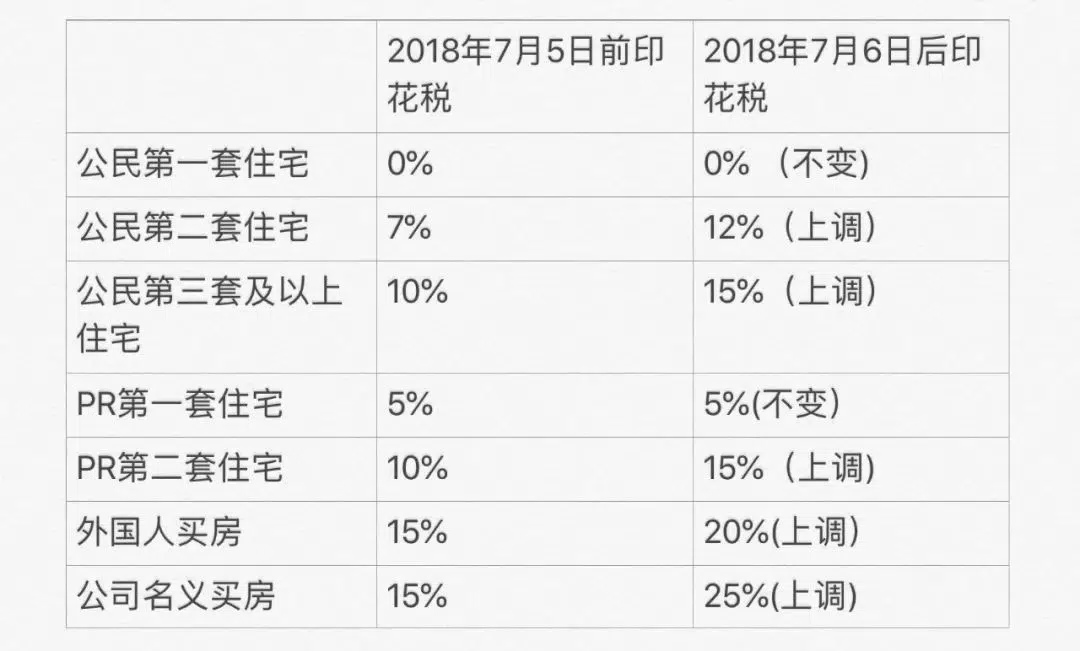 2018年7月5日前印
花税
2018年7月6日后印
花税
公民第一套住宅
0%
0% （不变)
公民第二套住宅
7%
12%（上调）
公民第三套及以上
住宅
10%
15%（上调）
PR第一套住宅
5%
5%(不变）
PR第二套住宅
10%
15%（上调)
外国人买房
15%
20%(上调）
公司名义买房
15%
25%(上调)